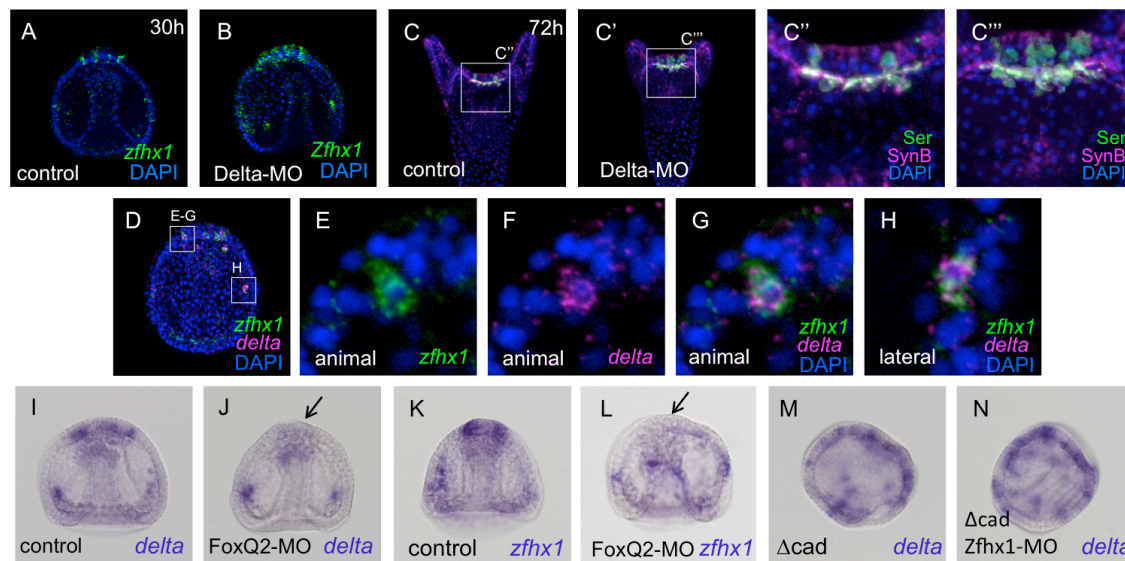 A
30h
control
zfhx1
DAPI
B
Delta-MO
Zfhx1
DAPI
C
72h
C''
control
C'
C'''
Delta-MO
C''
Ser
SynB
DAPI
C'''
Ser
SynB
DAPI
D
E-G
H
zfhx1
delta
DAPI
E
animal
zfhx1
F
animal
delta
G
animal
zfhx1
delta
DAPI
H
lateral
zfhx1
delta
DAPI
I
control
delta
J
FoxQ2-MO
delta
K
control
zfhx1
L
FoxQ2-MO
zfhx1
M
Δcad
delta
N
Δcad
Zfhx1-MO
delta